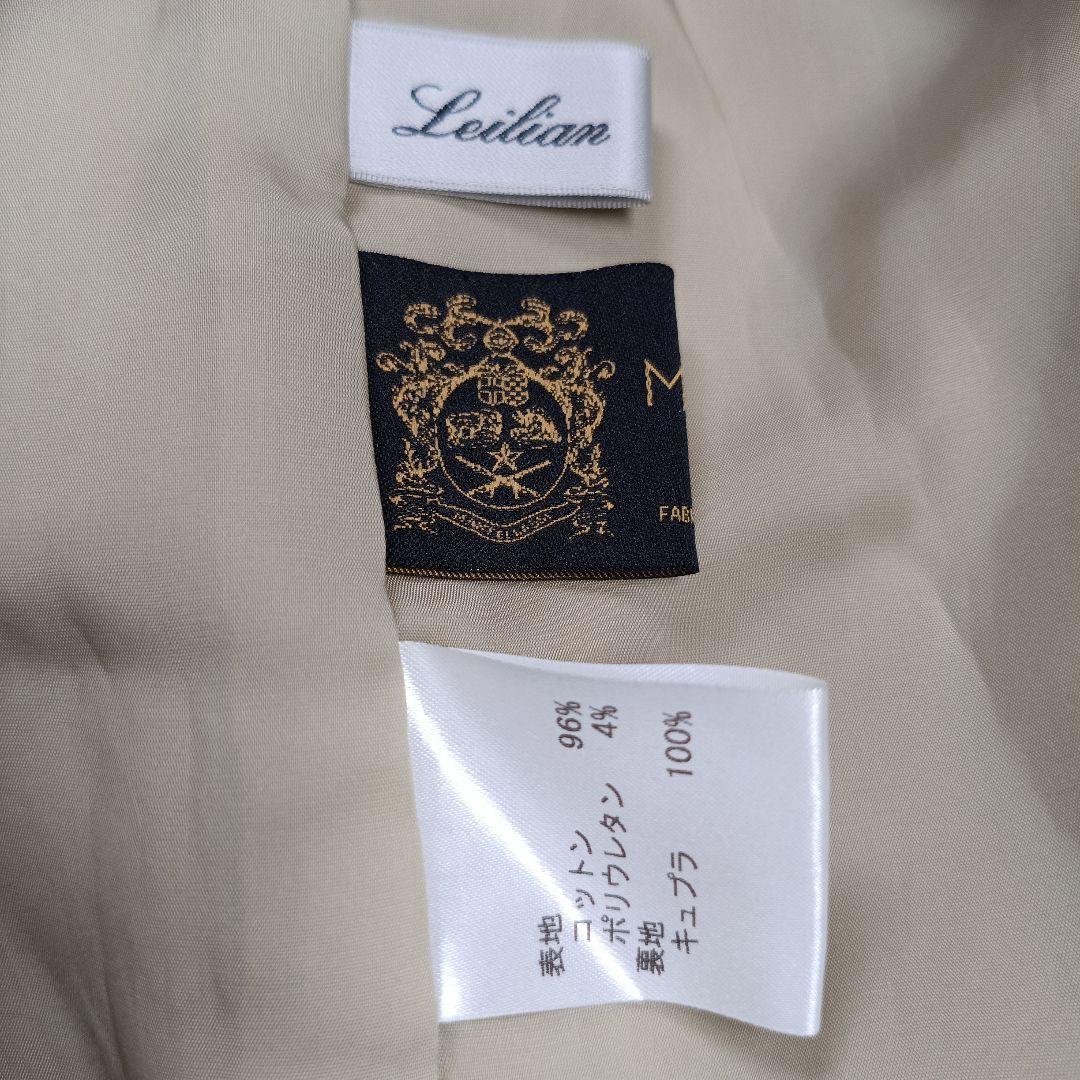 Leilian
M
FABR
表地
コットン 96%
ポリウレタン 4%
裏地
キュプラ 100%